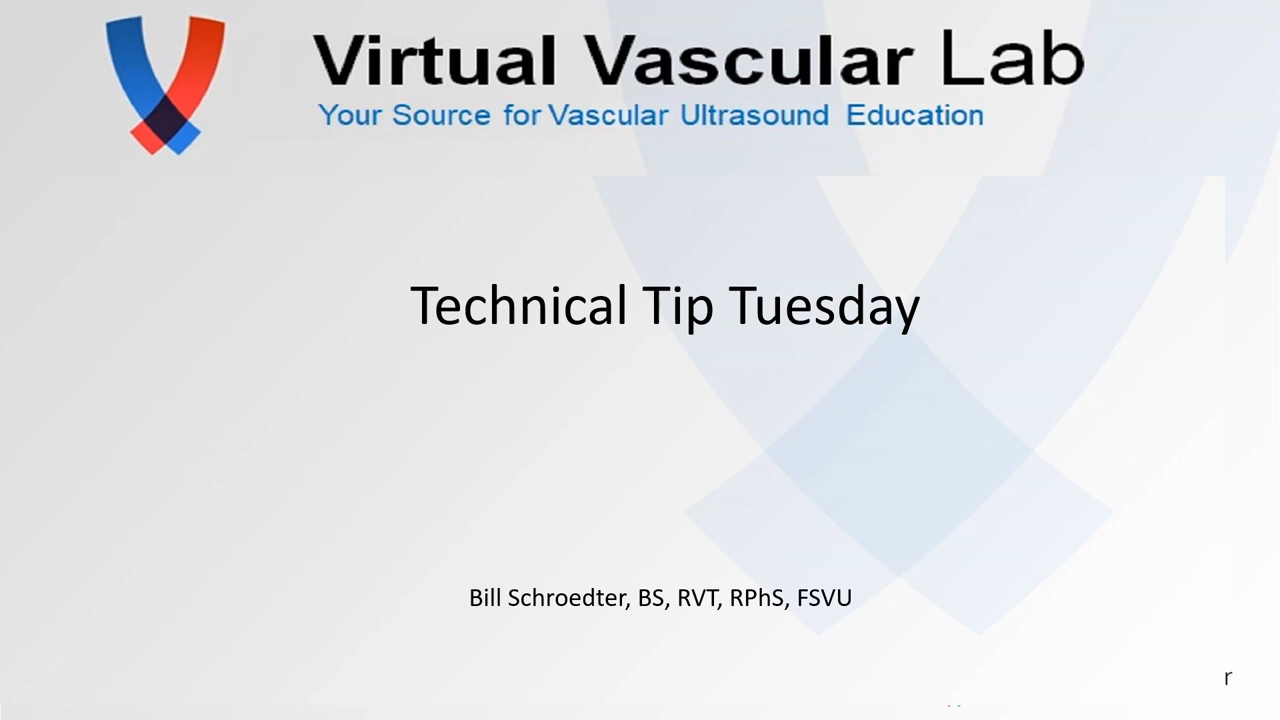 Virtual Vascular Lab
Your Source for Vascular Ultrasound Education
Technical Tip Tuesday
Bill Schroedter, BS, RVT, RPhS, FSVU
r